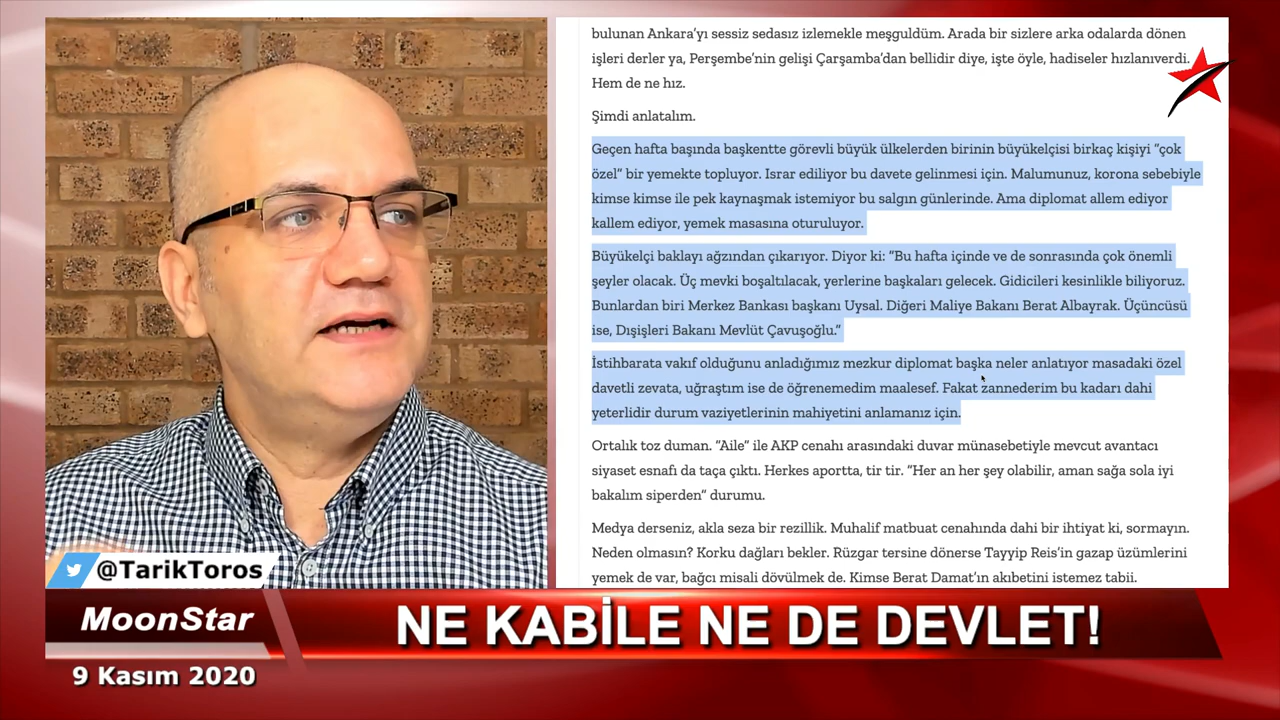 bulunan Ankara’yı sessiz sedasız izlemekle meşguldüm. Arada bir sizlere arka odalarda dönen
işleri derler ya, Perşembe’nin gelişi Çarşamba’dan bellidir diye, işte öyle, hadiseler hızlanıverdi.
Hem de ne hız.
Şimdi anlatalım.
Geçen hafta başında başkentte görevli büyük ülkelerden birinin büyükelçisi birkaç kişiyi “çok
özel” bir yemekte topluyor. Israr ediliyor bu davete gelinmesi için. Malumunuz, korona sebebiyle
kimse kimse ile pek kaynaşmak istemiyor bu salgın günlerinde. Ama diplomat allem ediyor
kallem ediyor, yemek masasına oturuluyor.
Büyükelçi baklayı ağzından çıkarıyor. Diyor ki: “Bu hafta içinde ve de sonrasında çok önemli
şeyler olacak. Üç mevki boşaltılacak, yerlerine başkaları gelecek. Gidicileri kesinlikle biliyoruz.
Bunlardan biri Merkez Bankası başkanı Uysal. Diğeri Maliye Bakanı Berat Albayrak. Üçüncüsü
ise, Dışişleri Bakanı Mevlüt Çavuşoğlu.”
İstihbarata vakıf olduğunu anladığımız mezkur diplomat başka neler anlatıyor masadaki özel
davetli zevata, uğraştım ise de öğrenemedim maalesef. Fakat zannederim bu kadarı dahi
yeterlidir durum vaziyetlerinin mahiyetini anlamanız için.
Ortalık toz duman. “Aile” ile AKP cenahı arasındaki duvar münasebetiyle mevcut avantacı
siyaset esnafı da taça çıktı. Herkes aportta, tir tir. “Her an her şey olabilir, aman sağa sola iyi
bakalım siperden” durumu.
Medya derseniz, akla seza bir rezillik. Muhalif matbuat cenahında dahi bir ihtiyat ki, sormayın.
Neden olmasın? Korku dağları bekler. Rüzgar tersine dönerse Tayyip Reis’in gazap üzümlerini
yemek de var, bağcı misali dövülmek de. Kimse Berat Damat’ın akıbetini istemez tabii.
@TarikToros
MoonStar
NE KABİLE NE DE DEVLET!
9 Kasım 2020